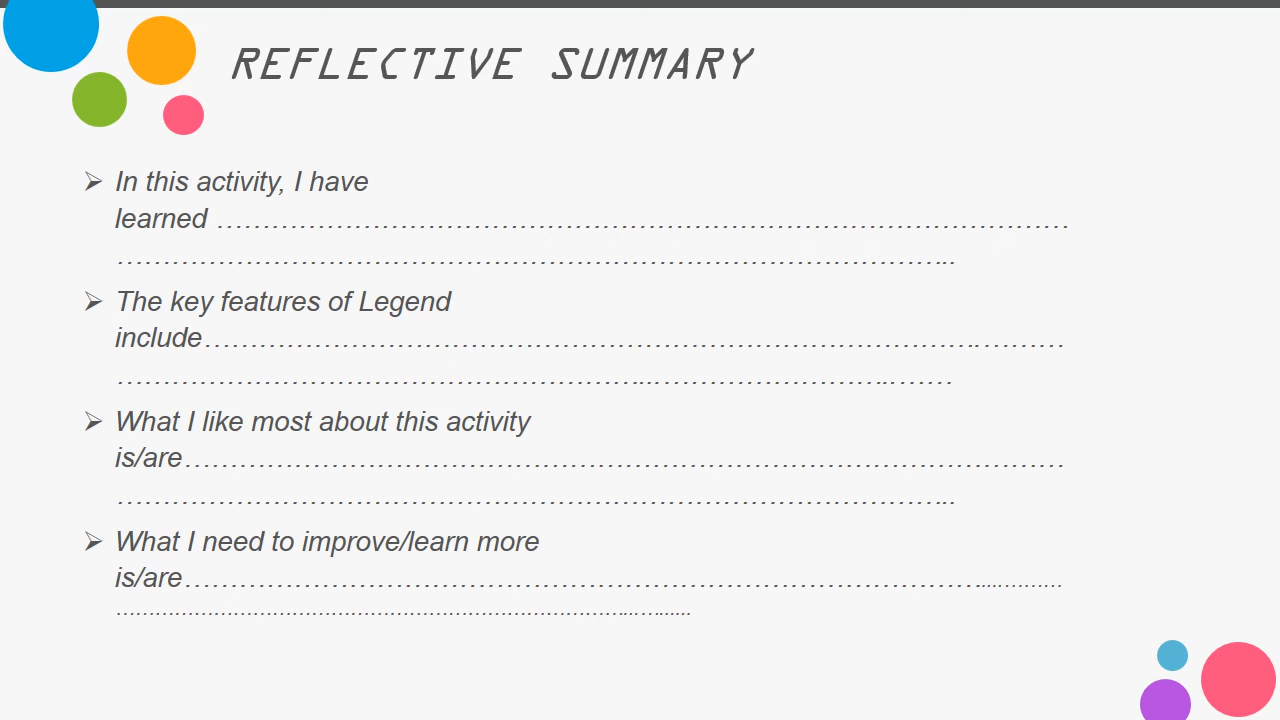 REFLECTIVE SUMMARY
➢ In this activity, I have
learned ………………………………………………………………………………
……………………………………………………………………………..
➢ The key features of Legend
include……………………………………………………………………..………
………………………………………………..…………………….……
➢ What I like most about this activity
is/are…………………………………………………………………………………
……………………………………………………………………………..
➢ What I need to improve/learn more
is/are…………………………………………………………………………...………
……………………………………………………………………..………..